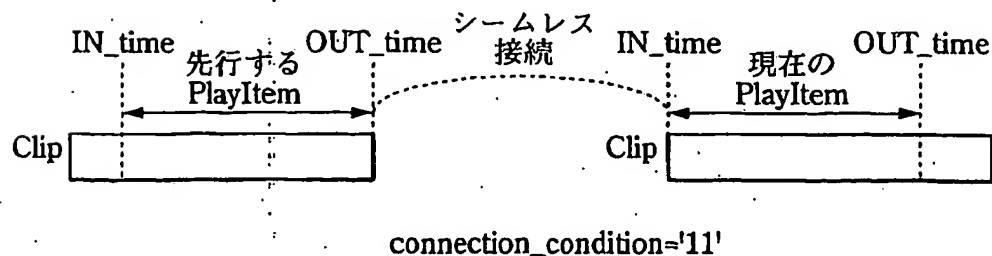 シームレス
接続
IN_time
OUT_time
先行する
PlayItem
IN_time
OUT_time
現在の
PlayItem
Clip
Clip
connection_condition='11'